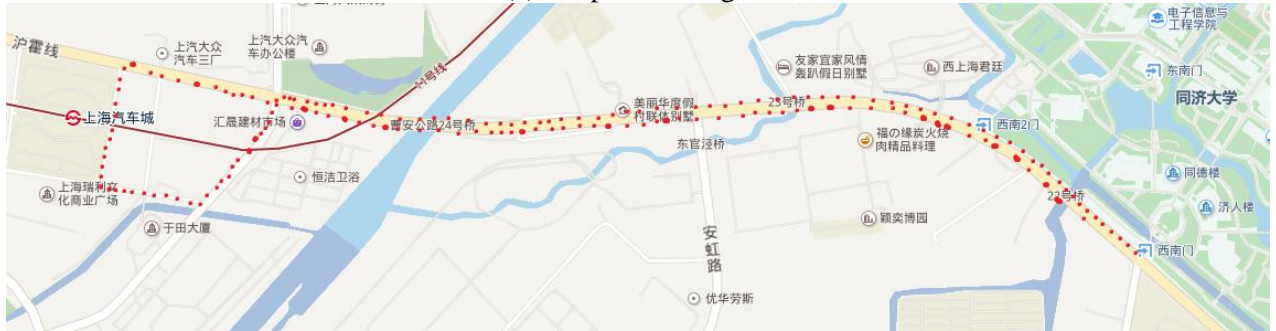 电子信息与
工程学院
沪霍线
上汽大众
汽车三厂
上汽大众汽
车办公楼
11号线
友家宜家风情
轰趴假日别墅
西上海君廷
东南门
同济大学
上海汽车城
汇晟建材市场
曹安公路24号桥
美丽华度假
村联体别墅
23号桥
西南2门
东官泾桥
福の缘炭火烧
肉精品料理
恒洁卫浴
同德楼
上海瑞利文
化商业广场
22号桥
济人楼
于田大厦
颖奕博园
安虹路
西南门
优华劳斯